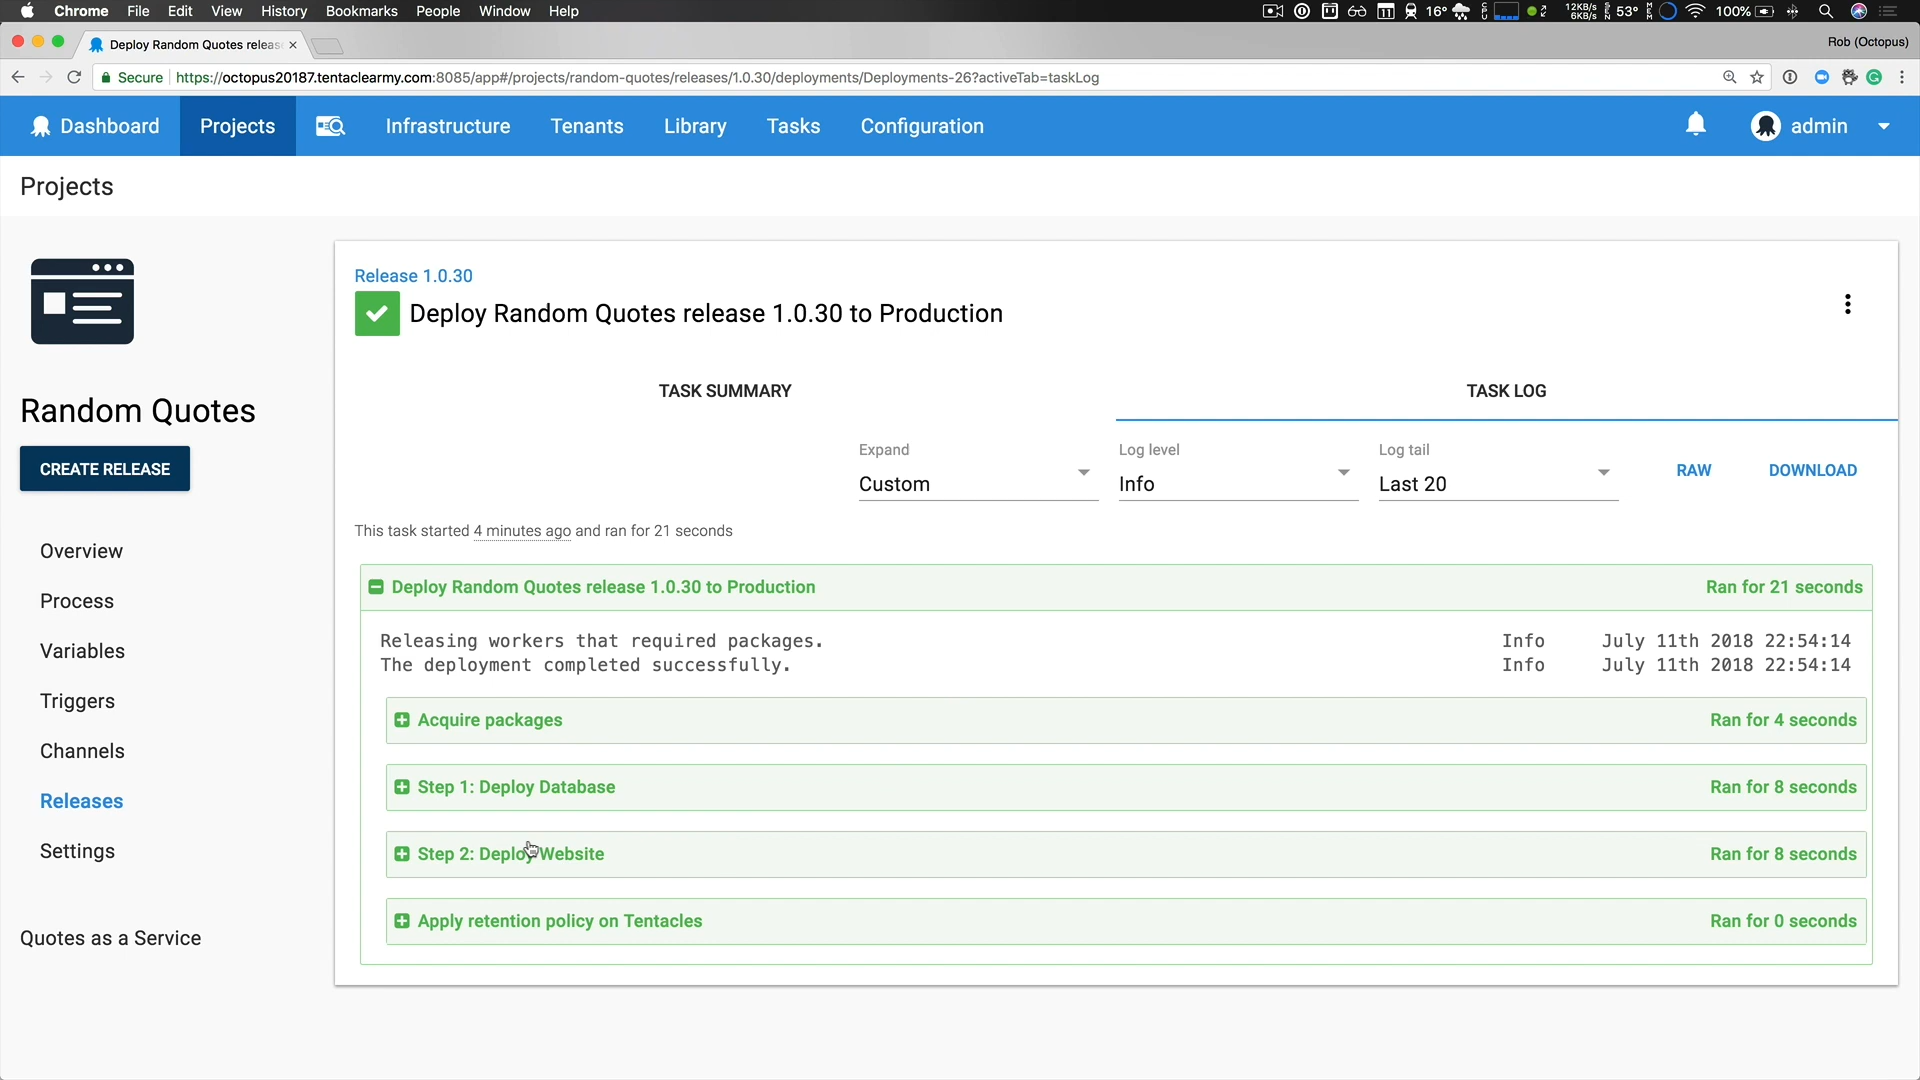 Chrome File Edit View History Bookmarks People Window Help
16° 12KB/s 6KB/s 53° 100%
Deploy Random Quotes releas
Rob (Octopus)
Secure https://octopus20187.tentaclearmy.com:8085/app#/projects/random-quotes/releases/1.0.30/deployments/Deployments-26?activeTab=taskLog
Dashboard Projects Infrastructure Tenants Library Tasks Configuration admin
Projects
Release 1.0.30
Deploy Random Quotes release 1.0.30 to Production
Random Quotes
CREATE RELEASE
Overview
Process
Variables
Triggers
Channels
Releases
Settings
Quotes as a Service
TASK SUMMARY TASK LOG
Expand Log level Log tail
Custom Info Last 20 RAW DOWNLOAD
This task started 4 minutes ago and ran for 21 seconds
Deploy Random Quotes release 1.0.30 to Production Ran for 21 seconds
Releasing workers that required packages. Info July 11th 2018 22:54:14
The deployment completed successfully. Info July 11th 2018 22:54:14
Acquire packages Ran for 4 seconds
Step 1: Deploy Database Ran for 8 seconds
Step 2: Deploy Website Ran for 8 seconds
Apply retention policy on Tentacles Ran for 0 seconds